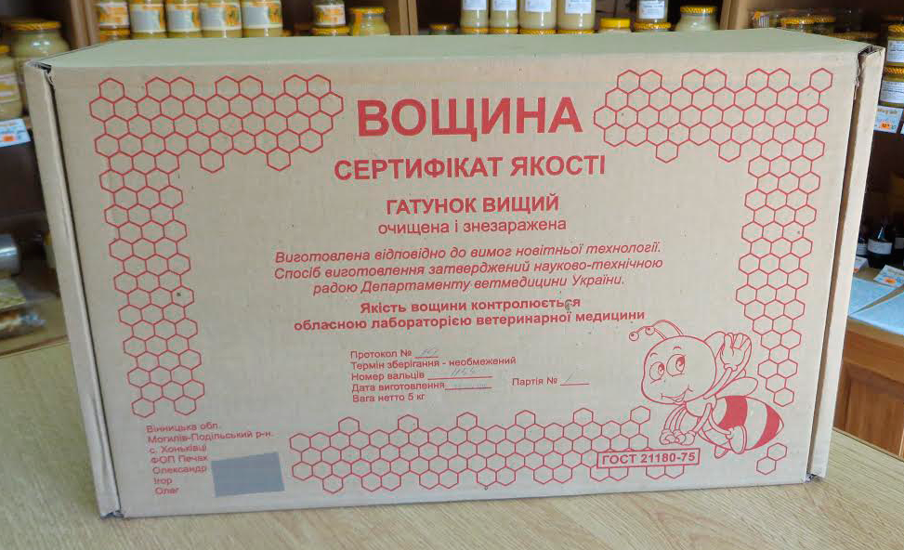 ВОЩИНА
СЕРТИФІКАТ ЯКОСТІ
ГАТУНОК ВИЩИЙ
очищена і знезаражена
Виготовлена відповідно до вимог новітньої технології.
Спосіб виготовлення затверджений науково-технічною
радою Департаменту ветмедицини України.
Якість вощини контролюється
обласною лабораторією ветеринарної медицини
Протокол №
Термін зберігання - необмежений
Номер вальців
Дата виготовлення Партія №
Вага нетто 5 кг
Вінницька обл.
Могилів-Подільський р-н.
с. Хоньківці
ФОП Печак
Олександр
Ігор
Олег
ГОСТ 21180-75